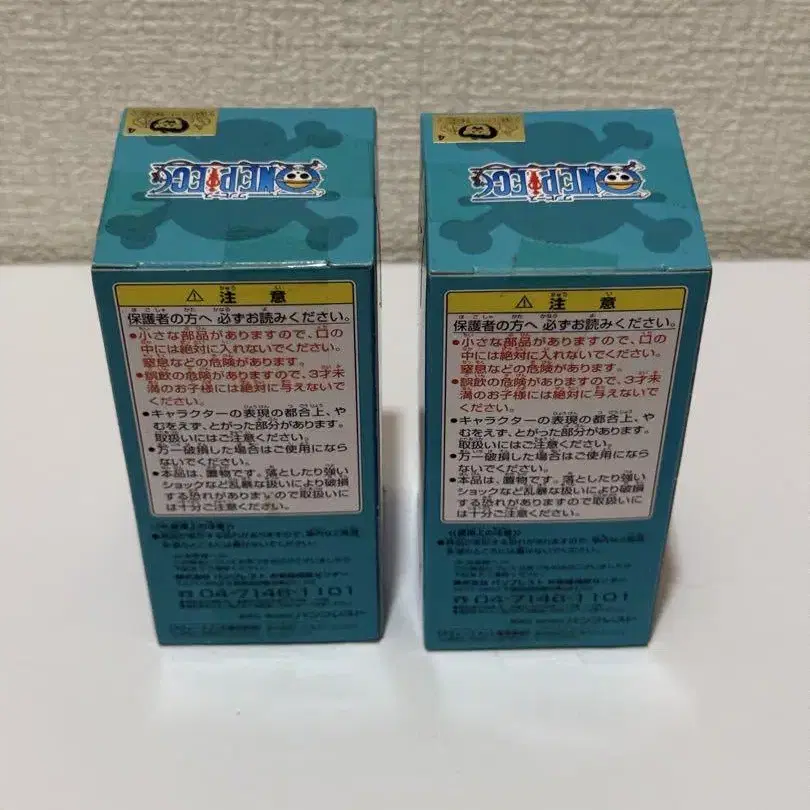 ONE PIECE
ワンピース
注意
保護者の方へ 必ずお読みください。
●小さな部品がありますので、口の
中には絶対に入れないでください。
窒息などの危険があります。
●誤飲の危険がありますので、3才未
満のお子様には絶対に与えないで
ください。
●キャラクターの表現の都合上、や
むをえず、とがった部分があります。
取扱いにはご注意ください。
●万一破損した場合はご使用になら
ないでください。
●本品は、置物です。落としたり強い
ショックなど乱暴な扱いにより破損
する恐れがありますので取扱いに
は十分ご注意ください。
☎04-7146-1101
バンプレスト
ONE PIECE
ワンピース
注意
保護者の方へ 必ずお読みください。
●小さな部品がありますので、口の
中には絶対に入れないでください。
窒息などの危険があります。
●誤飲の危険がありますので、3才未
満のお子様には絶対に与えないで
ください。
●キャラクターの表現の都合上、や
むをえず、とがった部分があります。
取扱いにはご注意ください。
●万一破損した場合はご使用になら
ないでください。
●本品は、置物です。落としたり強い
ショックなど乱暴な扱いにより破損
する恐れがありますので取扱いに
は十分ご注意ください。
株式会社 バンプレスト
☎04-7146-1101
バンプレスト